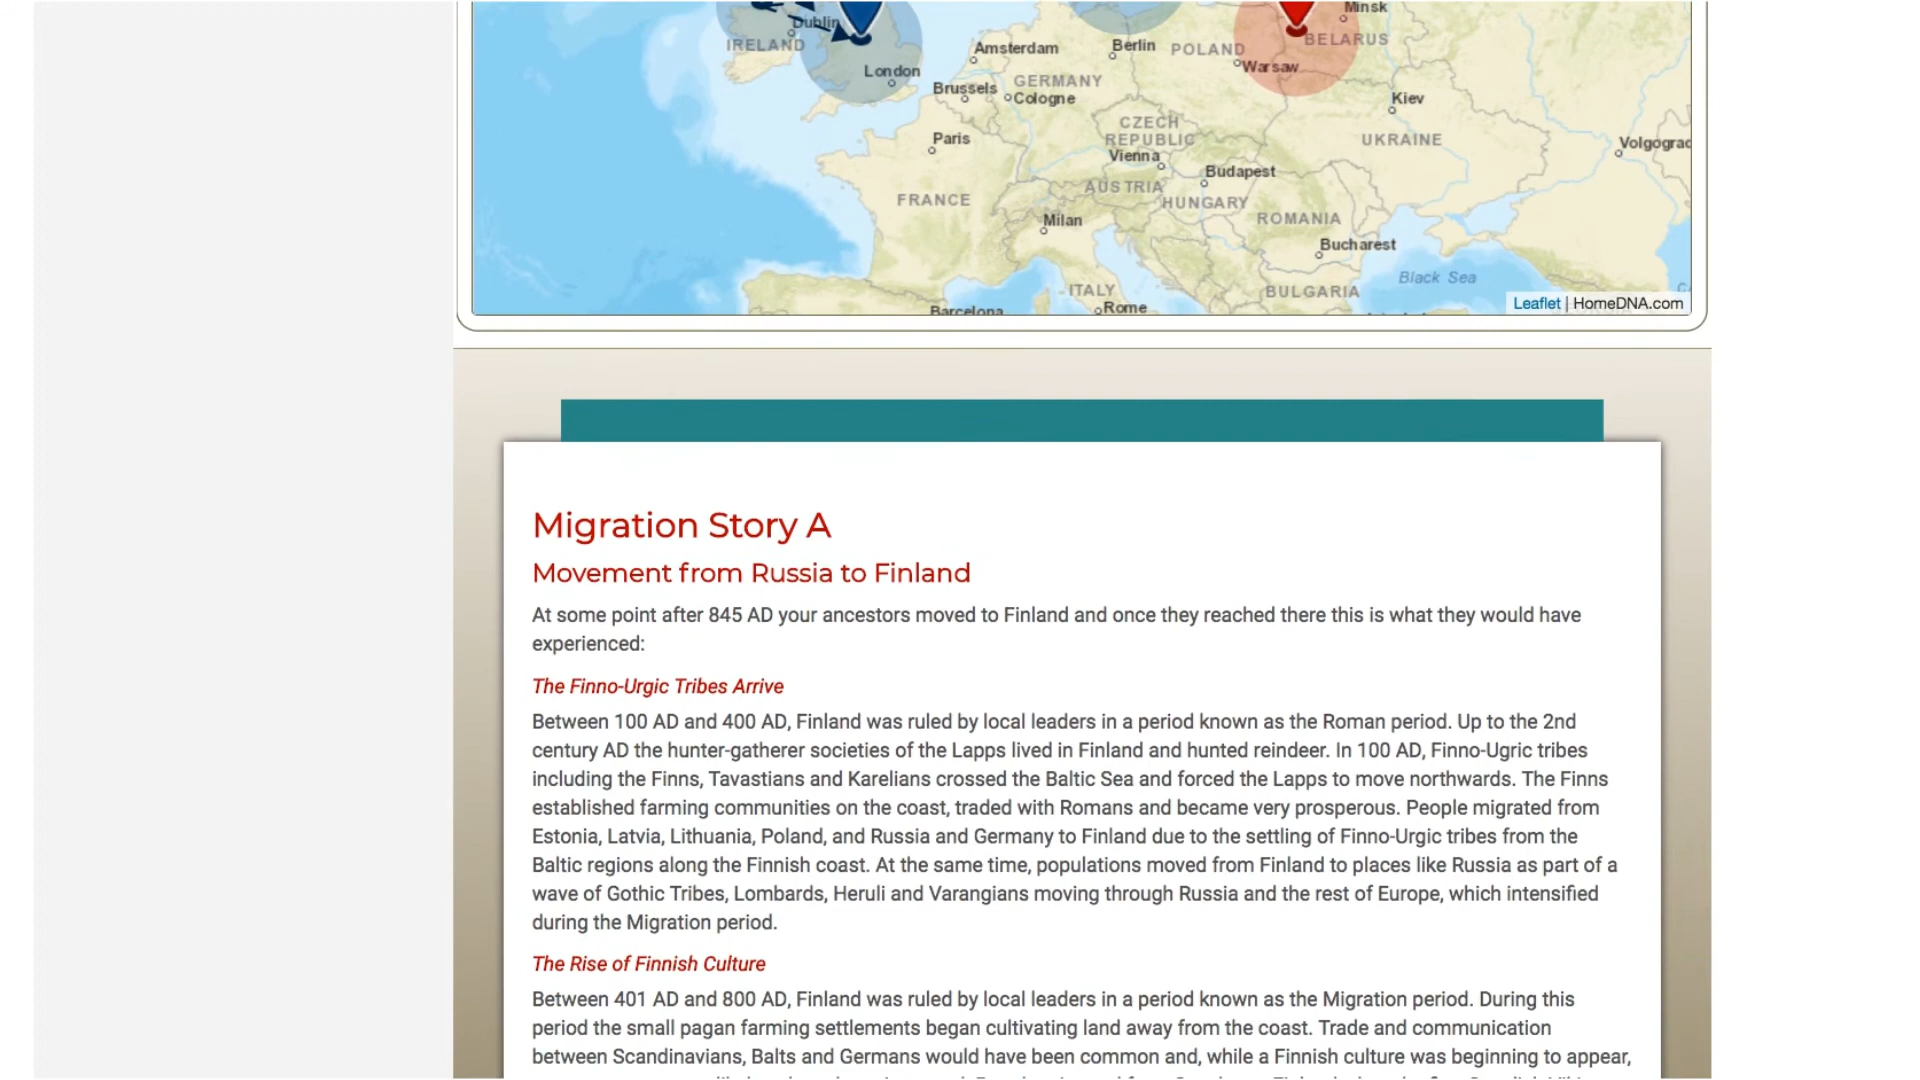 Minsk
Dublin
IRELAND
Amsterdam
Berlin
POLAND
BELARUS
London
Warsaw
GERMANY
Brussels
Cologne
Kiev
CZECH
REPUBLIC
UKRAINE
Paris
Volgograd
Vienna
Budapest
AUSTRIA
FRANCE
HUNGARY
Milan
ROMANIA
Bucharest
Black Sea
ITALY
BULGARIA
Barcelona
Rome
Leaflet | HomeDNA.com
Migration Story A
Movement from Russia to Finland
At some point after 845 AD your ancestors moved to Finland and once they reached there this is what they would have
experienced:
The Finno-Urgic Tribes Arrive
Between 100 AD and 400 AD, Finland was ruled by local leaders in a period known as the Roman period. Up to the 2nd
century AD the hunter-gatherer societies of the Lapps lived in Finland and hunted reindeer. In 100 AD, Finno-Ugric tribes
including the Finns, Tavastians and Karelians crossed the Baltic Sea and forced the Lapps to move northwards. The Finns
established farming communities on the coast, traded with Romans and became very prosperous. People migrated from
Estonia, Latvia, Lithuania, Poland, and Russia and Germany to Finland due to the settling of Finno-Urgic tribes from the
Baltic regions along the Finnish coast. At the same time, populations moved from Finland to places like Russia as part of a
wave of Gothic Tribes, Lombards, Heruli and Varangians moving through Russia and the rest of Europe, which intensified
during the Migration period.
The Rise of Finnish Culture
Between 401 AD and 800 AD, Finland was ruled by local leaders in a period known as the Migration period. During this
period the small pagan farming settlements began cultivating land away from the coast. Trade and communication
between Scandinavians, Balts and Germans would have been common and, while a Finnish culture was beginning to appear,